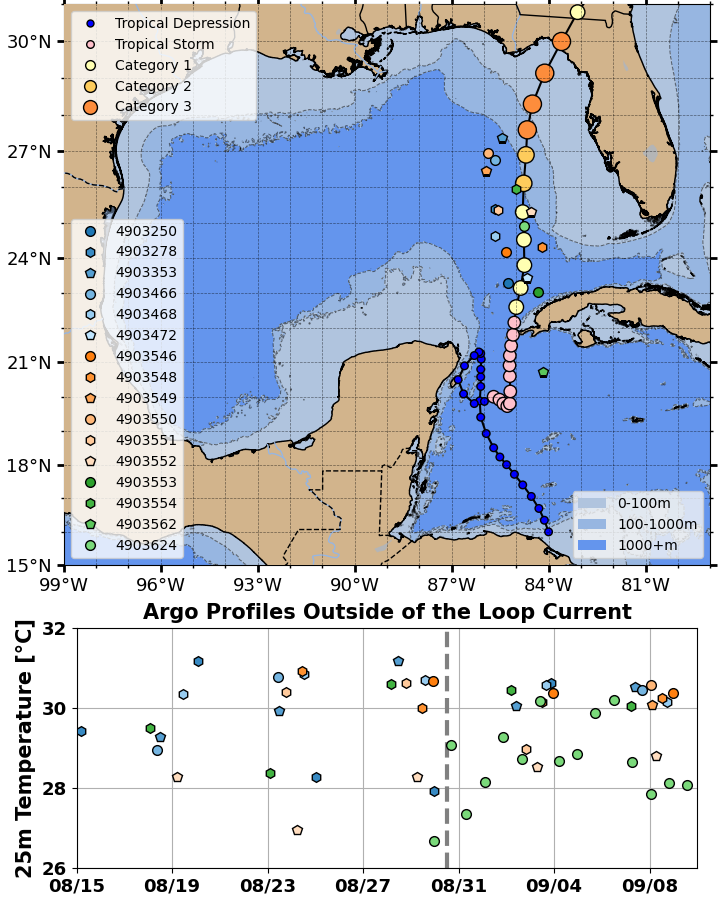 Tropical Depression
Tropical Storm
Category 1
Category 2
Category 3
30°N
27°N
24°N
21°N
18°N
15°N
4903250
4903278
4903353
4903466
4903468
4903472
4903546
4903548
4903549
4903550
4903551
4903552
4903553
4903554
4903562
4903624
0-100m
100-1000m
1000+m
99°W 96°W 93°W 90°W 87°W 84°W 81°W
Argo Profiles Outside of the Loop Current
25m Temperature [°C]
32
30
28
26
08/15 08/19 08/23 08/27 08/31 09/04 09/08